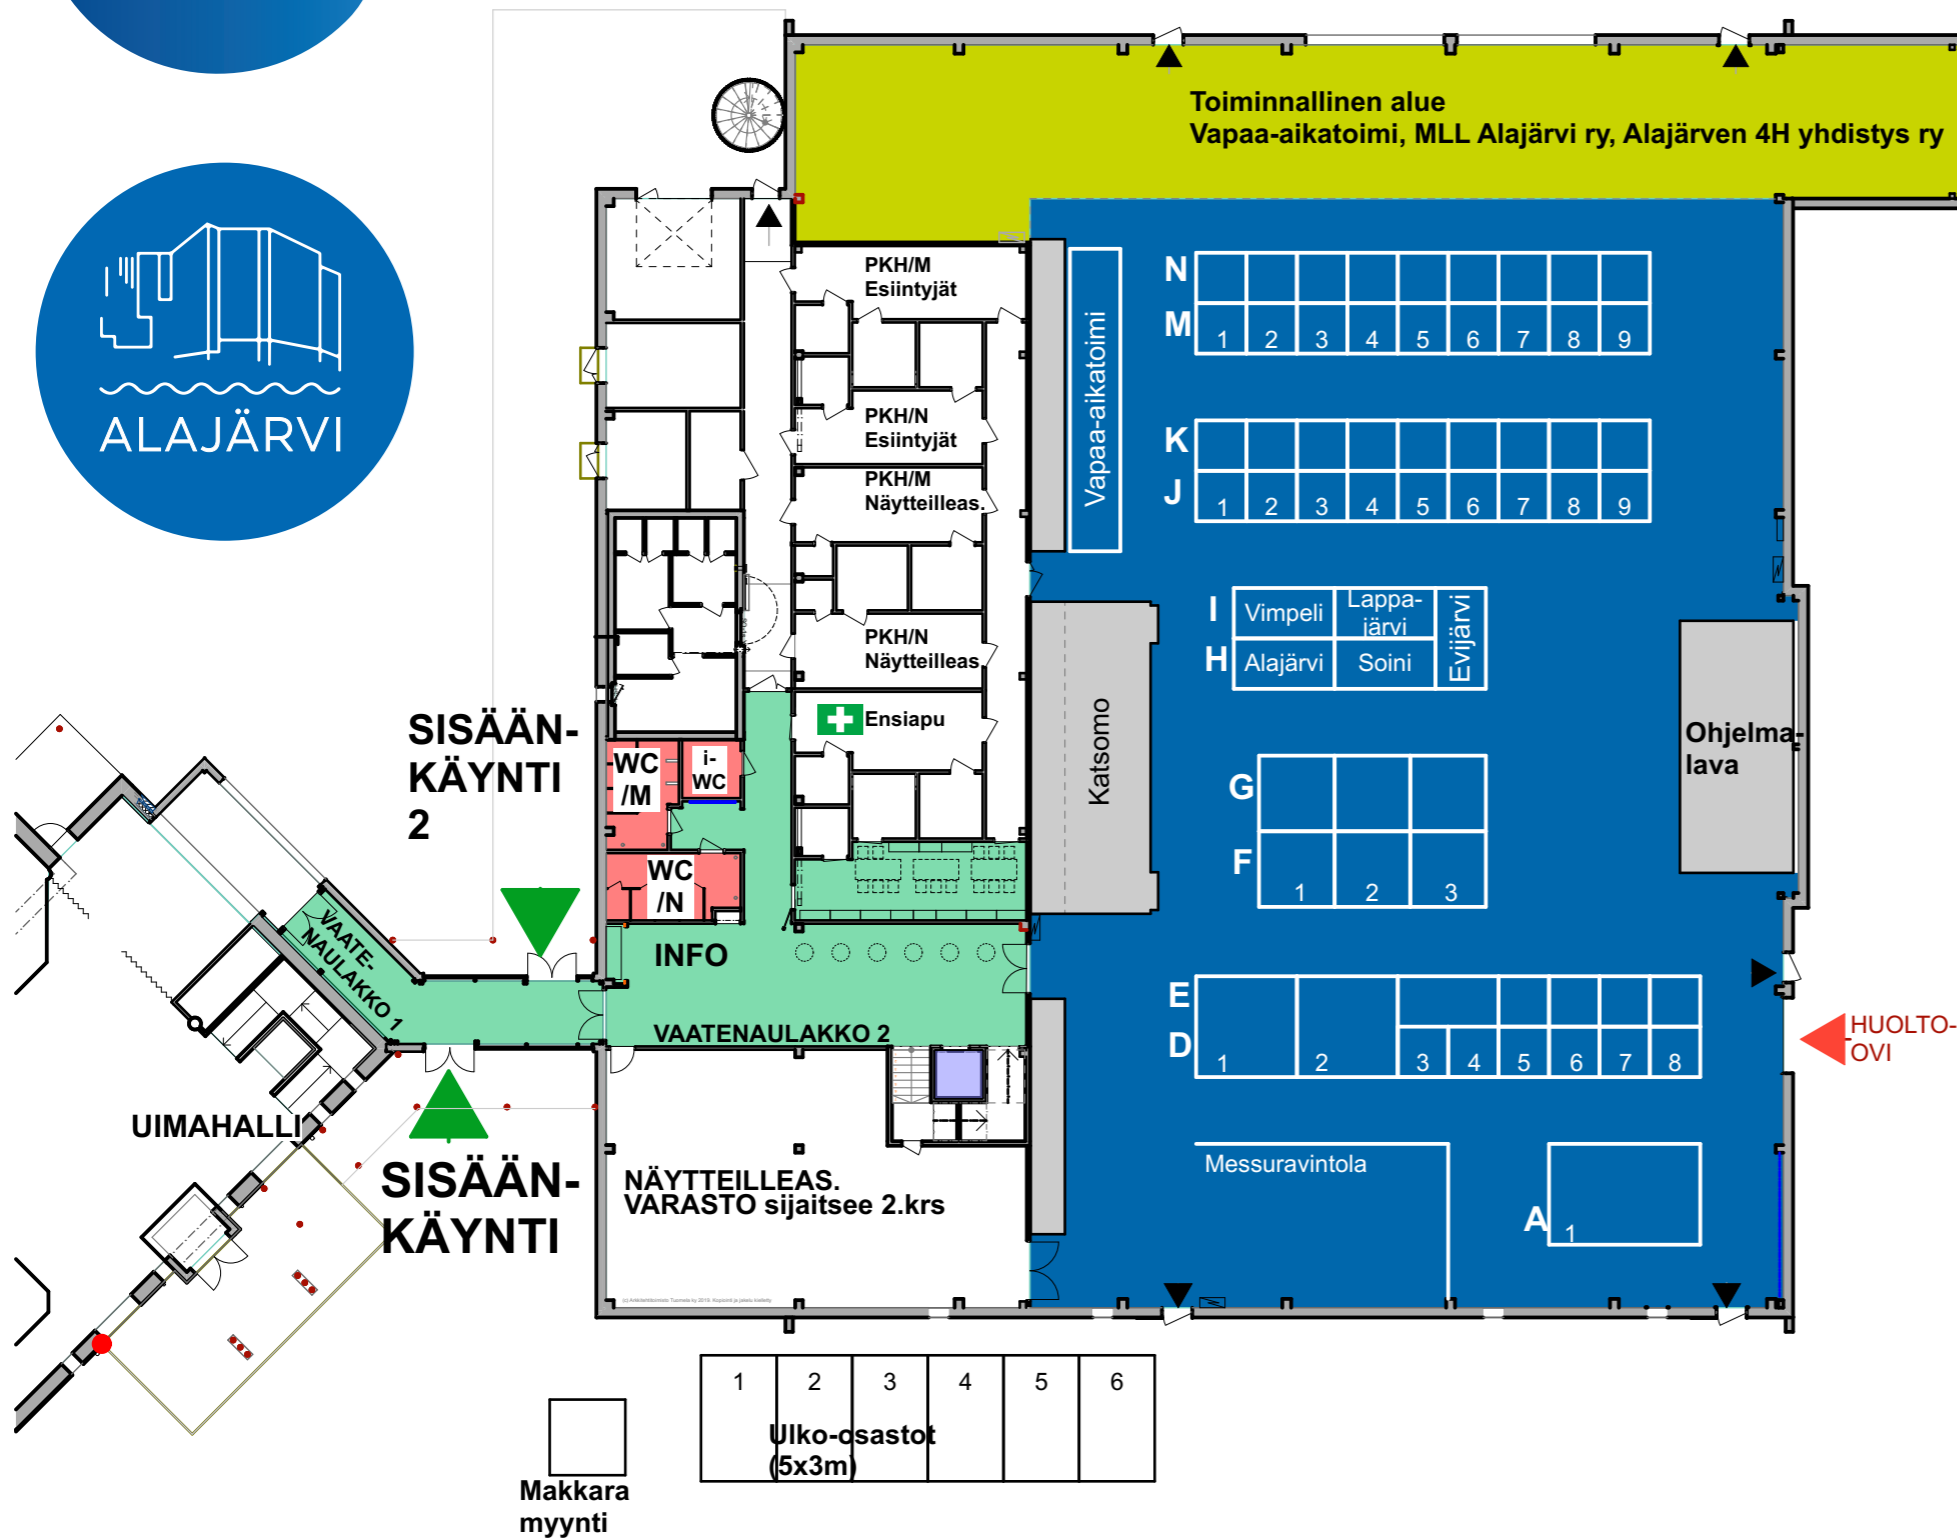 Toiminnallinen alue
Vapaa-aikatoimi, MLL Alajärvi ry, Alajärven 4H yhdistys ry
ALAJÄRVI
PKH/M
Esiintyjät
PKH/N
Esiintyjät
PKH/M
Näytteilleas.
PKH/N
Näytteilleas.
Ensiapu
Vapaa-aikatoimi
N
M
1 2 3 4 5 6 7 8 9
K
J
1 2 3 4 5 6 7 8 9
I
Vimpeli
Lappa-
järvi
Evijärvi
H
Alajärvi
Soini
Katsomo
Ohjelma-
lava
G
F
1 2 3
E
D
1 2 3 4 5 6 7 8
HUOLTO-
OVI
Messuravintola
A
1
SISÄÄN-
KÄYNTI
2
WC
/M
i-
WC
WC
/N
INFO
VAATE-
NAULAKKO 1
VAATENAULAKKO 2
UIMAHALLI
SISÄÄN-
KÄYNTI
NÄYTTEILLEAS.
VARASTO sijaitsee 2.krs
1 2 3 4 5 6
Ulko-osastot
(5x3m)
Makkara
myynti